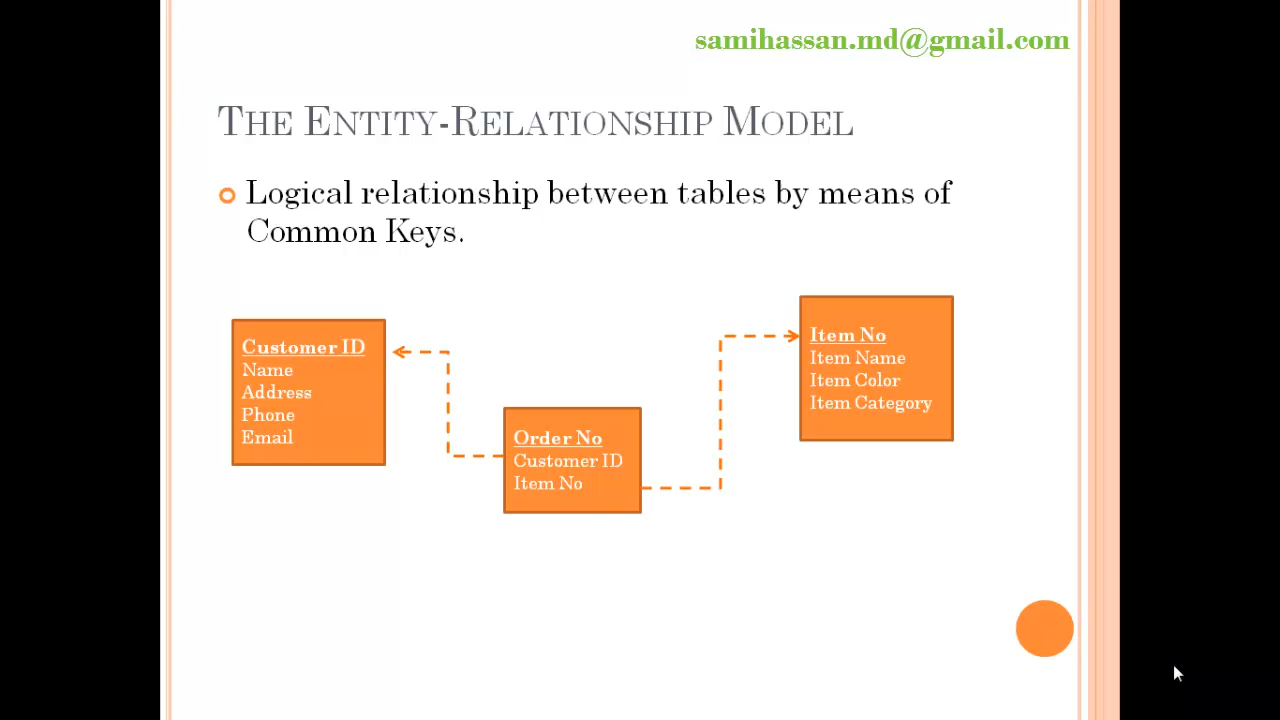 samihassan.md@gmail.com
The Entity-Relationship Model
Logical relationship between tables by means of
Common Keys.
Customer ID
Name
Address
Phone
Email
Order No
Customer ID
Item No
Item No
Item Name
Item Color
Item Category